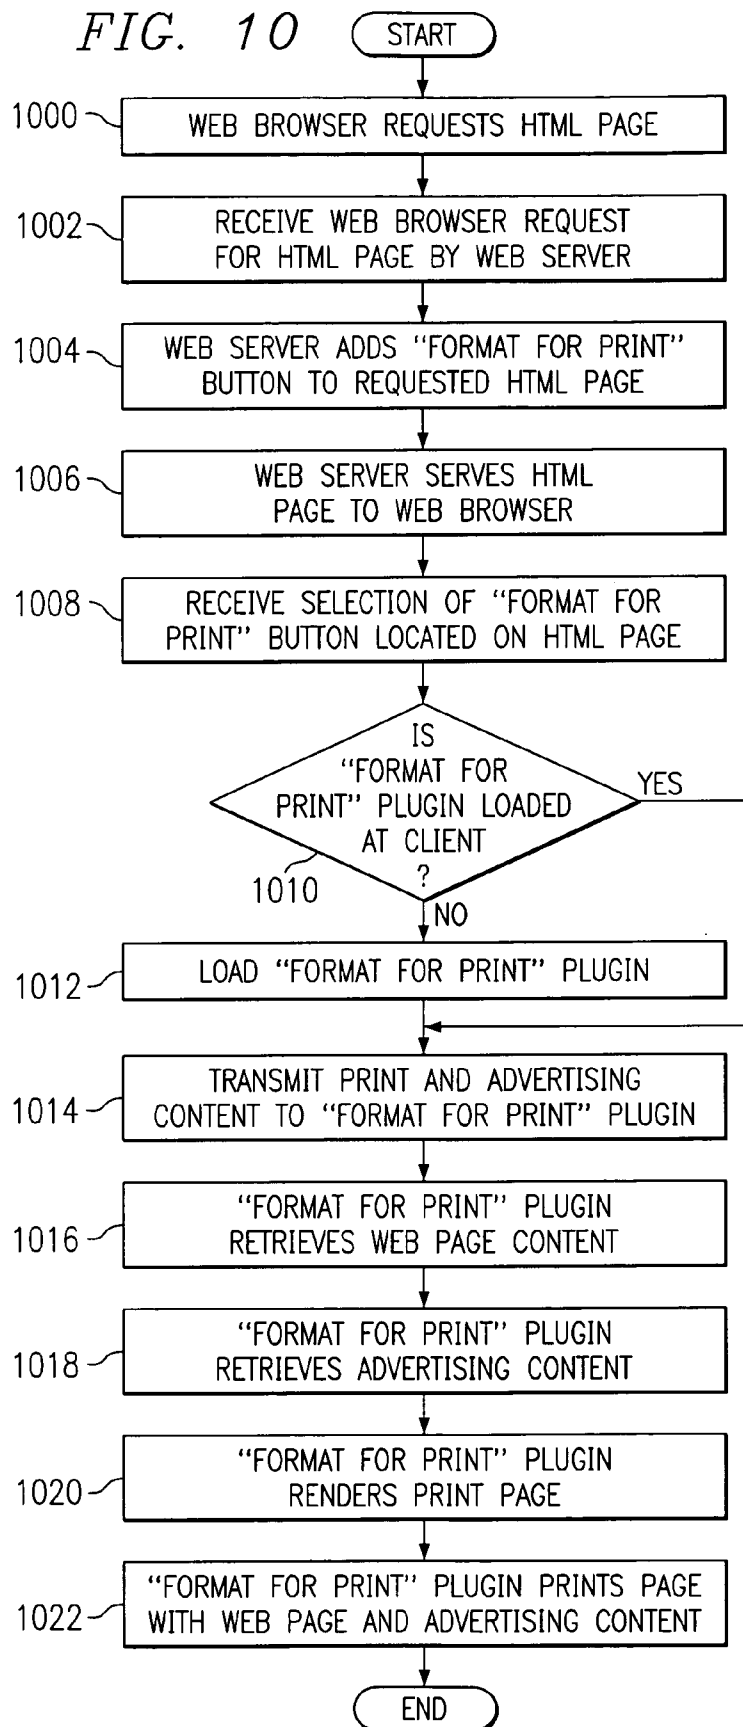 FIG. 10
START
1000
WEB BROWSER REQUESTS HTML PAGE
1002
RECEIVE WEB BROWSER REQUEST
FOR HTML PAGE BY WEB SERVER
1004
WEB SERVER ADDS “FORMAT FOR PRINT”
BUTTON TO REQUESTED HTML PAGE
1006
WEB SERVER SERVES HTML
PAGE TO WEB BROWSER
1008
RECEIVE SELECTION OF “FORMAT FOR
PRINT” BUTTON LOCATED ON HTML PAGE
IS
“FORMAT FOR
PRINT” PLUGIN LOADED
AT CLIENT
?
YES
1010
NO
1012
LOAD “FORMAT FOR PRINT” PLUGIN
1014
TRANSMIT PRINT AND ADVERTISING
CONTENT TO “FORMAT FOR PRINT” PLUGIN
1016
“FORMAT FOR PRINT” PLUGIN
RETRIEVES WEB PAGE CONTENT
1018
“FORMAT FOR PRINT” PLUGIN
RETRIEVES ADVERTISING CONTENT
1020
“FORMAT FOR PRINT” PLUGIN
RENDERS PRINT PAGE
1022
“FORMAT FOR PRINT” PLUGIN PRINTS PAGE
WITH WEB PAGE AND ADVERTISING CONTENT
END